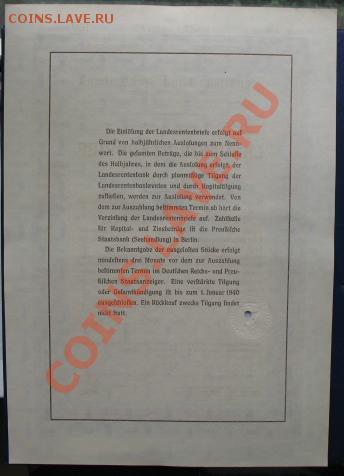 COINS.LAVE.RU
Die Einlösung der Landesrentenbriefe erfolgt auf
Grund von halbjährlichen Auslosungen zum Nenn-
wert. Die gesamten Beträge, die bis zum Schlusse
des Halbjahres, in dem die Auslosung erfolgt, der
Landesrentenbank durch planmäßige Tilgung der
Landesrentenbankrenten und durch Kapitaltilgung
zufließen, werden zur Auslosung verwendet. Von
dem zur Auszahlung bestimmten Termin ab hört die
Verzinsung der Landesrentenbriefe auf. Zahlstelle
für Kapital- und Zinsbeträge ist die Preußische
Staatsbank (Seehandlung) in Berlin.
Die Bekanntgabe der ausgelosten Stücke erfolgt
mindestens drei Monate vor dem zur Auszahlung
bestimmten Termin im Deutschen Reichs- und Preu-
ßischen Staatsanzeiger. Eine verstärkte Tilgung
oder Gesamtkündigung ist bis zum 1. Januar 1940
ausgeschlossen. Ein Rückkauf zwecks Tilgung findet
nicht statt.
COINS.LAVE.RU
COINS.LAVE.RU